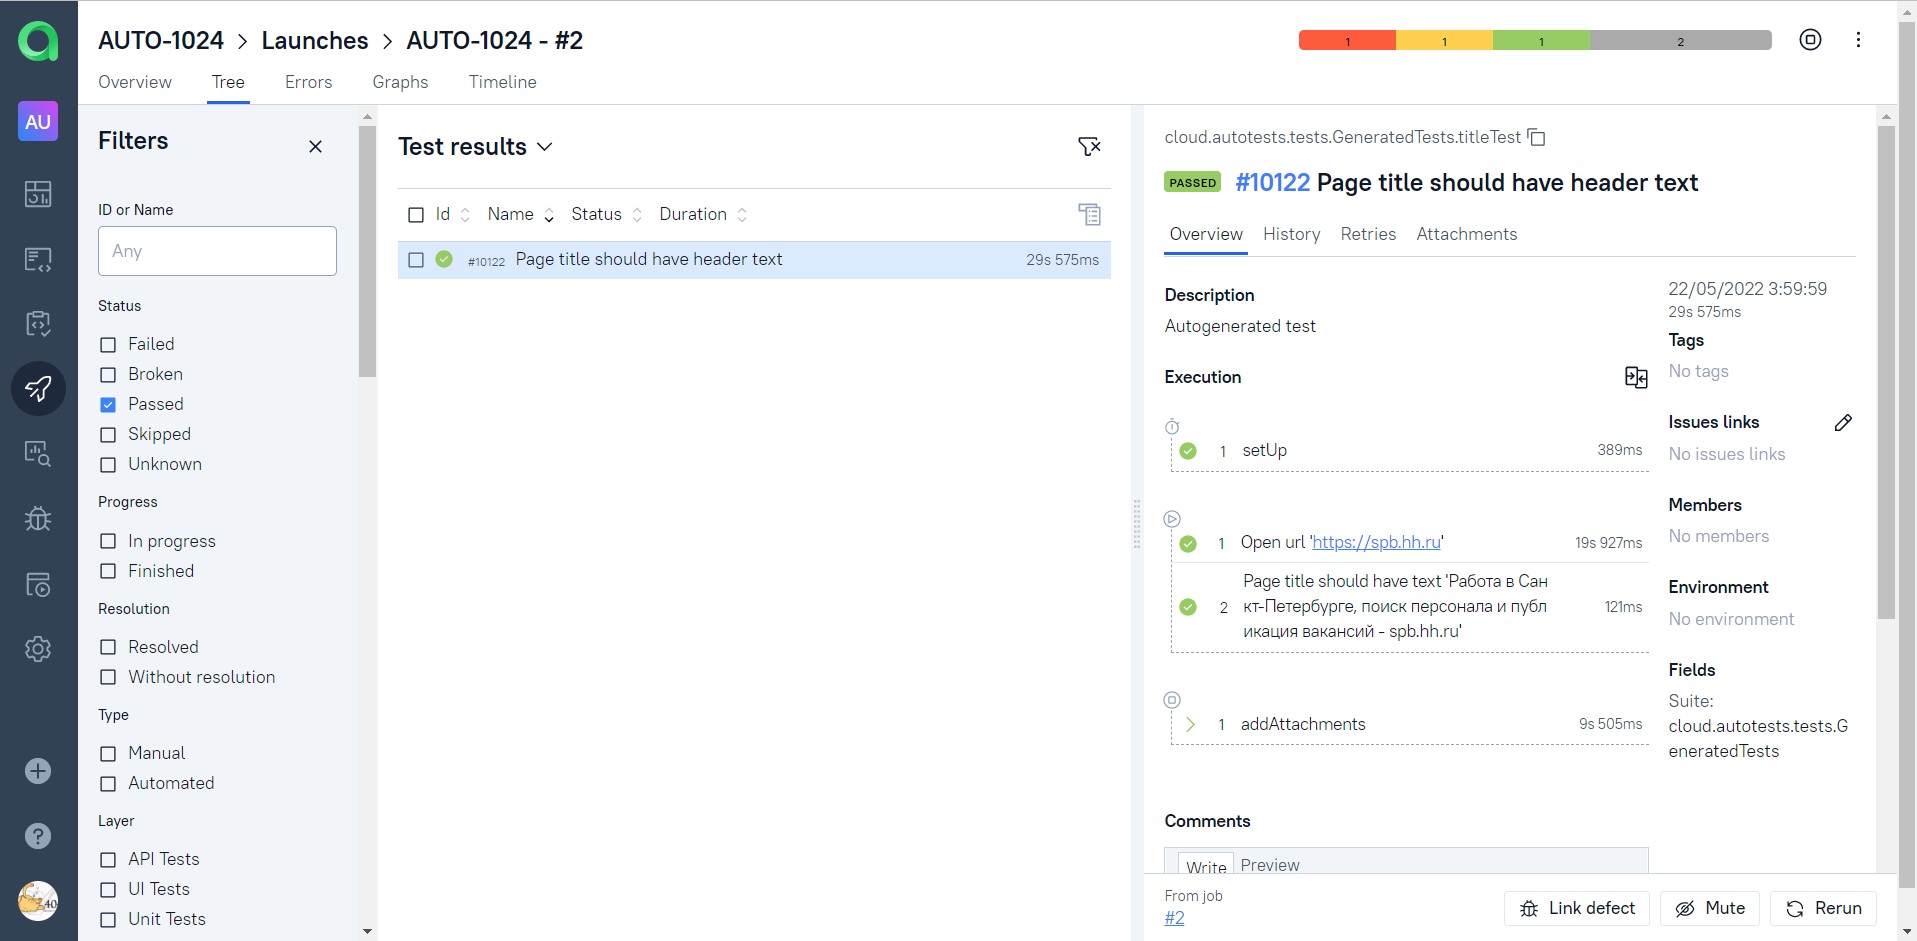 AUTO-1024 > Launches > AUTO-1024 - #2
1 1 1 2
Overview Tree Errors Graphs Timeline
AU
Filters
ID or Name
Any
Status
Failed
Broken
Passed
Skipped
Unknown
Progress
In progress
Finished
Resolution
Resolved
Without resolution
Type
Manual
Automated
Layer
API Tests
UI Tests
Unit Tests
Test results
Id Name Status Duration
#10122 Page title should have header text 29s 575ms
cloud.autotests.tests.GeneratedTests.titleTest
PASSED #10122 Page title should have header text
Overview History Retries Attachments
Description
Autogenerated test
Execution
1 setUp 389ms
1 Open url 'https://spb.hh.ru' 19s 927ms
Page title should have text 'Работа в Сан
2 кт-Петербурге, поиск персонала и публ 121ms
икация вакансий - spb.hh.ru'
1 addAttachments 9s 505ms
22/05/2022 3:59:59
29s 575ms
Tags
No tags
Issues links
No issues links
Members
No members
Environment
No environment
Fields
Suite:
cloud.autotests.tests.G
eneratedTests
Comments
Write Preview
From job
#2
Link defect Mute Rerun
?
40